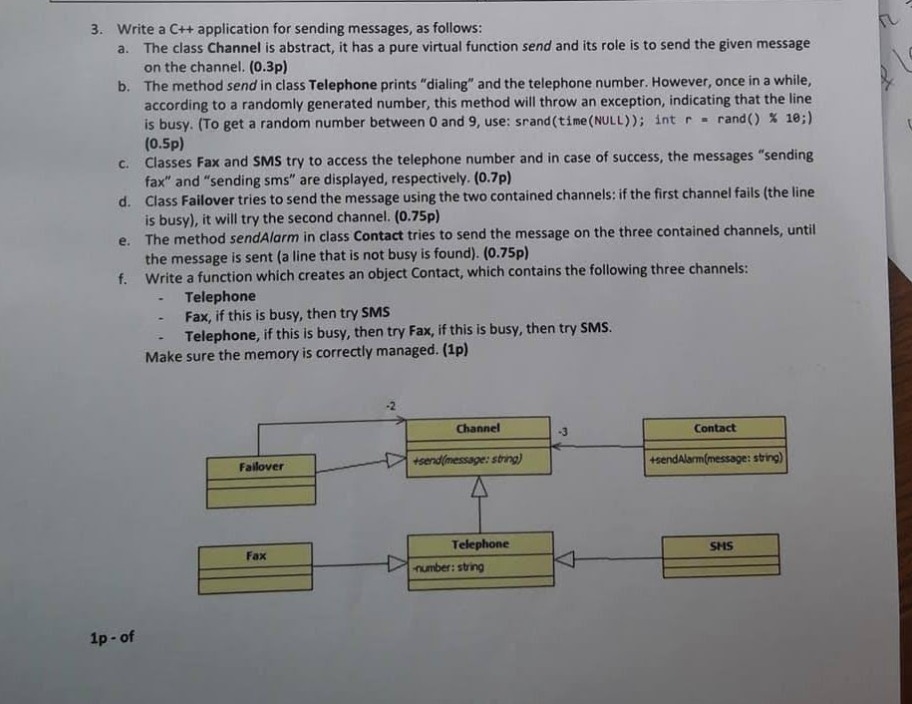 3. Write a C++ application for sending messages, as follows:
a. The class Channel is abstract, it has a pure virtual function send and its role is to send the given message
on the channel. (0.3p)
b. The method send in class Telephone prints "dialing" and the telephone number. However, once in a while,
according to a randomly generated number, this method will throw an exception, indicating that the line
is busy. (To get a random number between 0 and 9, use: srand(time(NULL)); int r = rand() % 10;)
(0.5p)
c. Classes Fax and SMS try to access the telephone number and in case of success, the messages "sending
fax" and "sending sms" are displayed, respectively. (0.7p)
d. Class Failover tries to send the message using the two contained channels: if the first channel fails (the line
is busy), it will try the second channel. (0.75p)
e. The method sendAlarm in class Contact tries to send the message on the three contained channels, until
the message is sent (a line that is not busy is found). (0.75p)
f. Write a function which creates an object Contact, which contains the following three channels:
- Telephone
- Fax, if this is busy, then try SMS
- Telephone, if this is busy, then try Fax, if this is busy, then try SMS.
Make sure the memory is correctly managed. (1p)
-2
Channel
-3
Contact
Failover
+send(message: string)
+sendAlarm(message: string)
Fax
Telephone
SMS
-number: string
1p - of